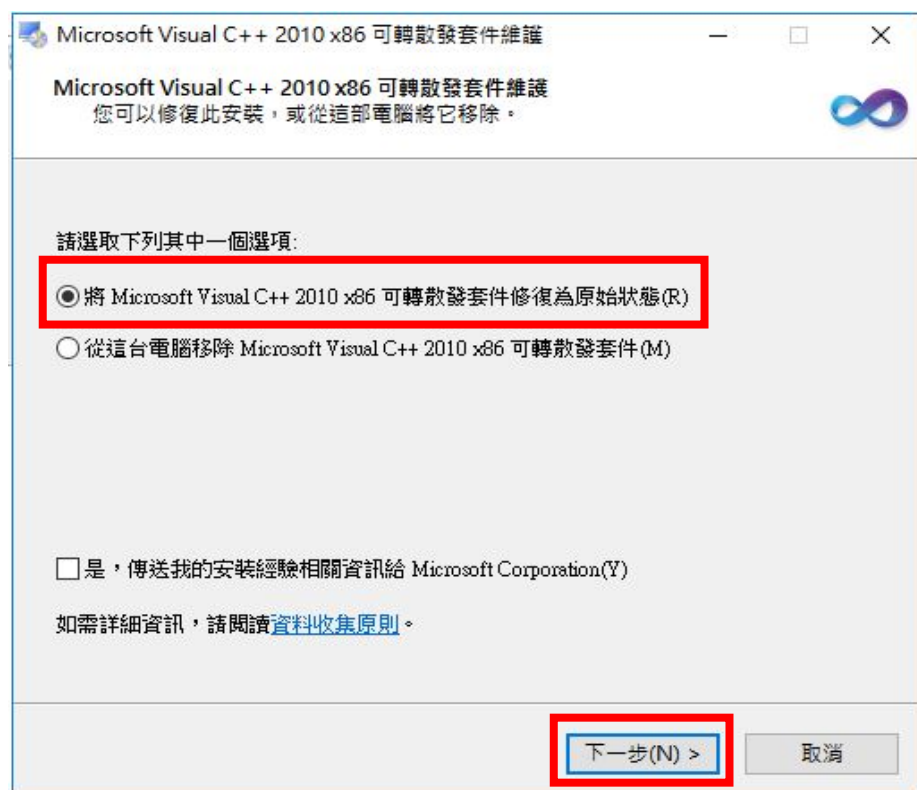 Microsoft Visual C++ 2010 x86 可轉散發套件維護
Microsoft Visual C++ 2010 x86 可轉散發套件維護
您可以修復此安裝，或從這部電腦將它移除。
請選取下列其中一個選項:
將 Microsoft Visual C++ 2010 x86 可轉散發套件修復為原始狀態(R)
從這台電腦移除 Microsoft Visual C++ 2010 x86 可轉散發套件(M)
是，傳送我的安裝經驗相關資訊給 Microsoft Corporation(Y)
如需詳細資訊，請閱讀資料收集原則。
下一步(N) > 取消